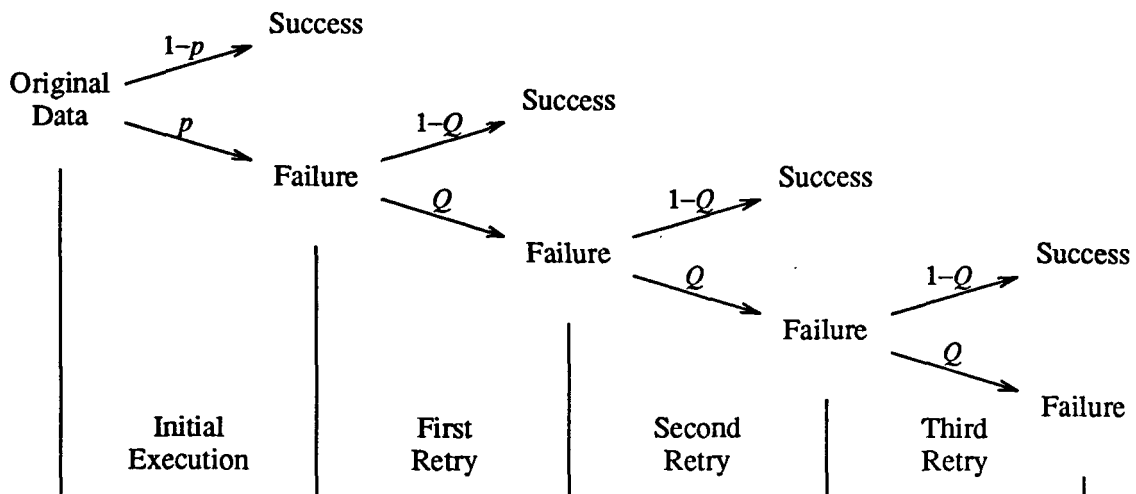 Success
1–p
Original
Data
p
Success
1–Q
Failure
Q
Success
1–Q
Failure
Q
Success
1–Q
Failure
Q
Failure
Initial
Execution
First
Retry
Second
Retry
Third
Retry